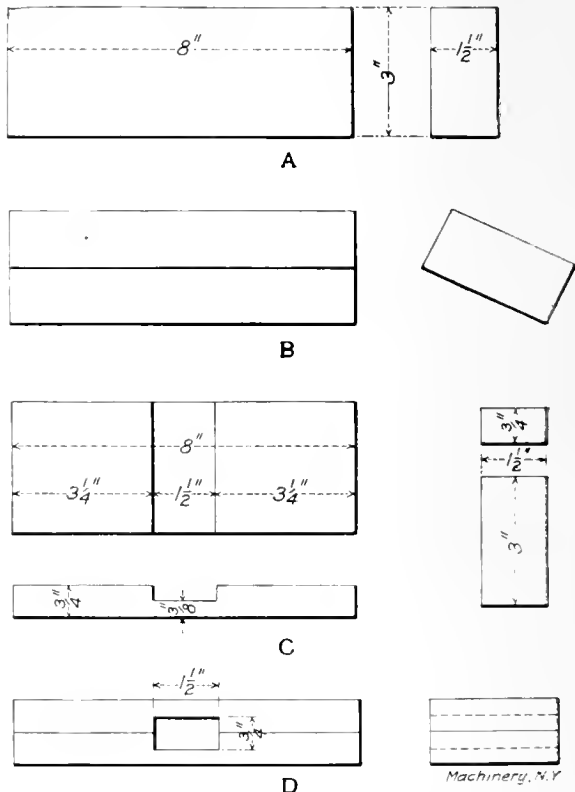 8"
3"
1 1/2"
A
B
8"
3 1/4"
1 1/2"
3 1/4"
3/4"
3/8"
3/4"
1 1/2"
3"
C
1 1/2"
3/4"
D
Machinery, N.Y